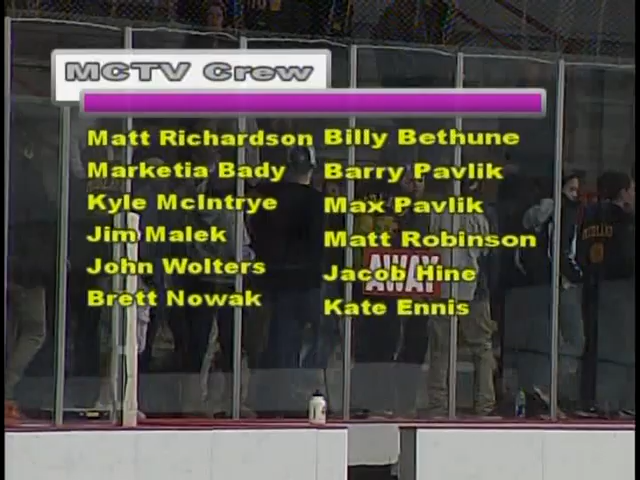 MCTV Crew
Matt Richardson
Marketia Bady
Kyle McIntrye
Jim Malek
John Wolters
Brett Nowak
Billy Bethune
Barry Pavlik
Max Pavlik
Matt Robinson
Jacob Hine
Kate Ennis
AWAY